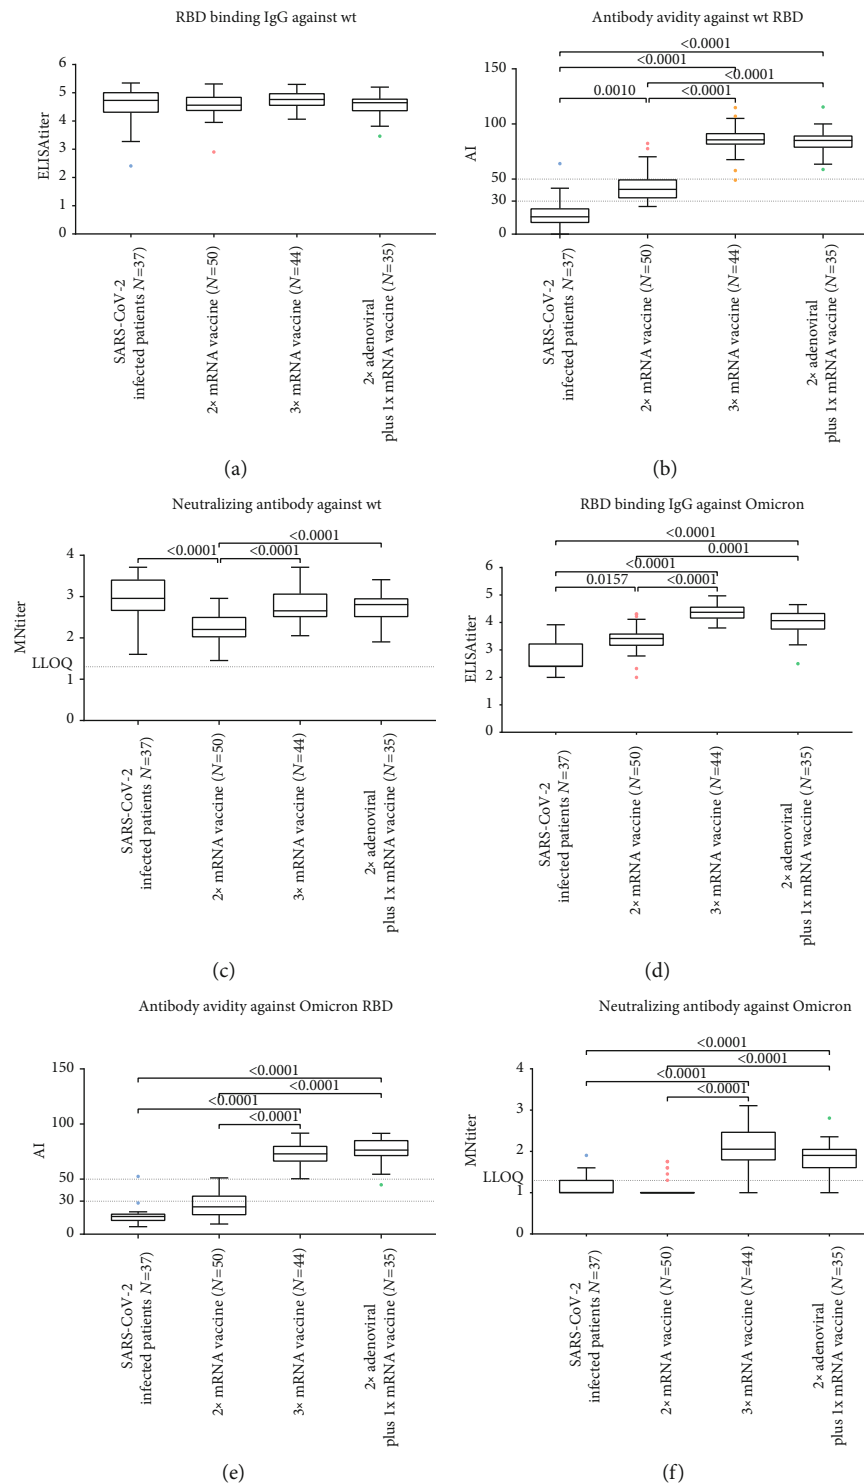 RBD binding IgG against wt
6
5
4
3
2
1
0
ELISAtiter
SARS-CoV-2
infected patients N=37)
2× mRNA vaccine (N=50)
3× mRNA vaccine (N=44)
2× adenoviral
plus 1x mRNA vaccine (N=35)
(a)
Antibody avidity against wt RBD
<0.0001
<0.0001
<0.0001
0.0010
<0.0001
150
100
50
30
0
AI
SARS-CoV-2
infected patients N=37)
2× mRNA vaccine (N=50)
3× mRNA vaccine (N=44)
2× adenoviral
plus 1x mRNA vaccine (N=35)
(b)
Neutralizing antibody against wt
<0.0001
<0.0001
<0.0001
4
3
2
LLOQ
1
0
MNtiter
SARS-CoV-2
infected patients N=37)
2× mRNA vaccine (N=50)
3× mRNA vaccine (N=44)
2× adenoviral
plus 1x mRNA vaccine (N=35)
(c)
RBD binding IgG against Omicron
<0.0001
0.0001
<0.0001
0.0157
<0.0001
6
5
4
3
2
1
0
ELISAtiter
SARS-CoV-2
infected patients N=37)
2× mRNA vaccine (N=50)
3× mRNA vaccine (N=44)
2× adenoviral
plus 1x mRNA vaccine (N=35)
(d)
Antibody avidity against Omicron RBD
<0.0001
<0.0001
<0.0001
<0.0001
150
100
50
30
0
AI
SARS-CoV-2
infected patients N=37)
2× mRNA vaccine (N=50)
3× mRNA vaccine (N=44)
2× adenoviral
plus 1x mRNA vaccine (N=35)
(e)
Neutralizing antibody against Omicron
<0.0001
<0.0001
<0.0001
<0.0001
4
3
2
LLOQ
1
0
MNtiter
SARS-CoV-2
infected patients N=37)
2× mRNA vaccine (N=50)
3× mRNA vaccine (N=44)
2× adenoviral
plus 1x mRNA vaccine (N=35)
(f)